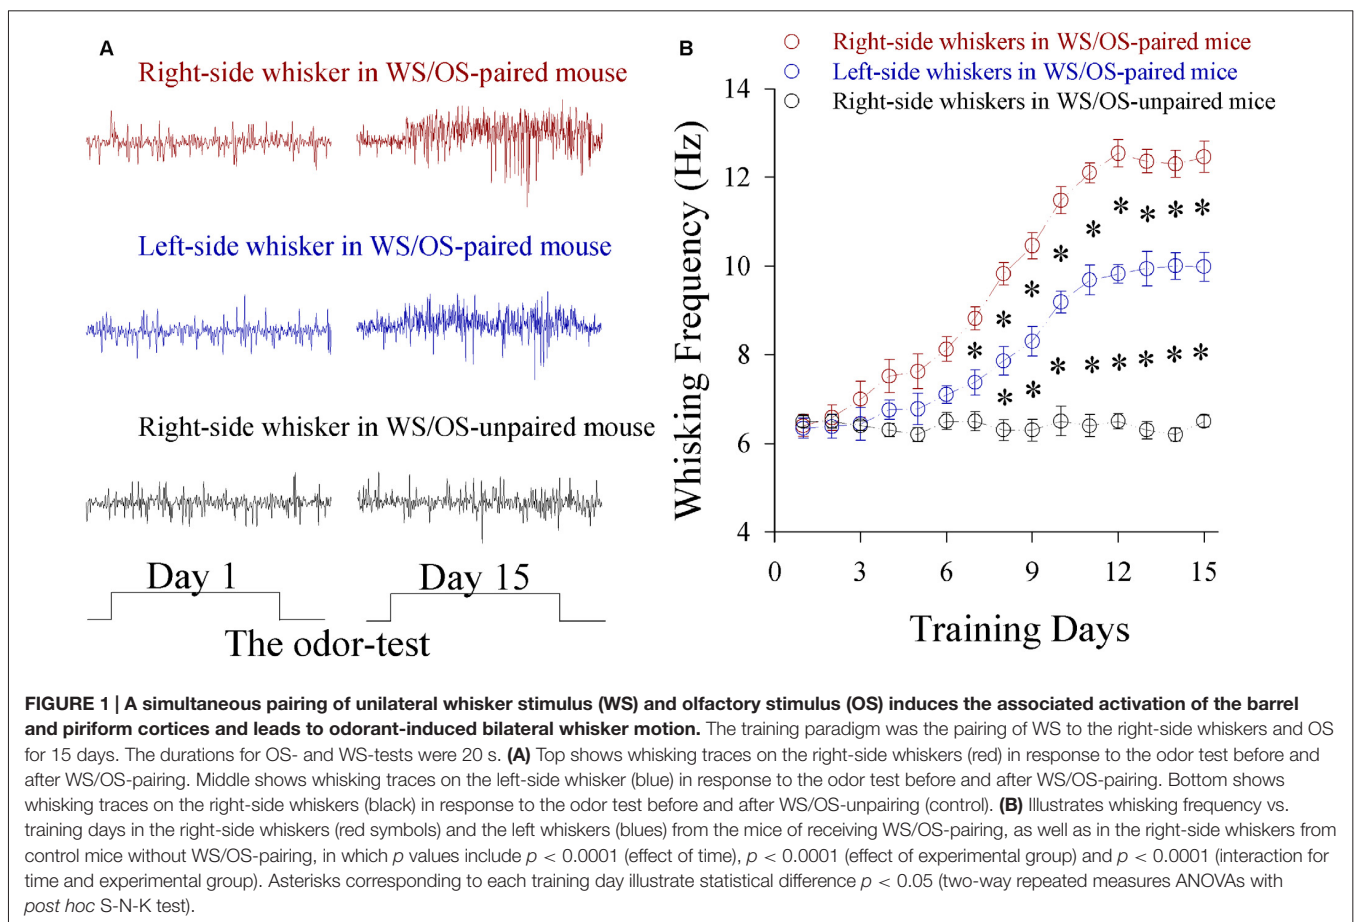 A
Right-side whisker in WS/OS-paired mouse
Left-side whisker in WS/OS-paired mouse
Right-side whisker in WS/OS-unpaired mouse
Day 1
Day 15
The odor-test
B
Right-side whiskers in WS/OS-paired mice
Left-side whiskers in WS/OS-paired mice
Right-side whiskers in WS/OS-unpaired mice
Whisking Frequency (Hz)
14
12
10
8
6
4
* * * * * * * * *
* * * * * * * *
0 3 6 9 12 15
Training Days
FIGURE 1 | A simultaneous pairing of unilateral whisker stimulus (WS) and olfactory stimulus (OS) induces the associated activation of the barrel
and piriform cortices and leads to odorant-induced bilateral whisker motion. The training paradigm was the pairing of WS to the right-side whiskers and OS
for 15 days. The durations for OS- and WS-tests were 20 s. (A) Top shows whisking traces on the right-side whiskers (red) in response to the odor test before and
after WS/OS-pairing. Middle shows whisking traces on the left-side whisker (blue) in response to the odor test before and after WS/OS-pairing. Bottom shows
whisking traces on the right-side whiskers (black) in response to the odor test before and after WS/OS-unpairing (control). (B) Illustrates whisking frequency vs.
training days in the right-side whiskers (red symbols) and the left whiskers (blues) from the mice of receiving WS/OS-pairing, as well as in the right-side whiskers from
control mice without WS/OS-pairing, in which p values include p < 0.0001 (effect of time), p < 0.0001 (effect of experimental group) and p < 0.0001 (interaction for
time and experimental group). Asterisks corresponding to each training day illustrate statistical difference p < 0.05 (two-way repeated measures ANOVAs with
post hoc S-N-K test).